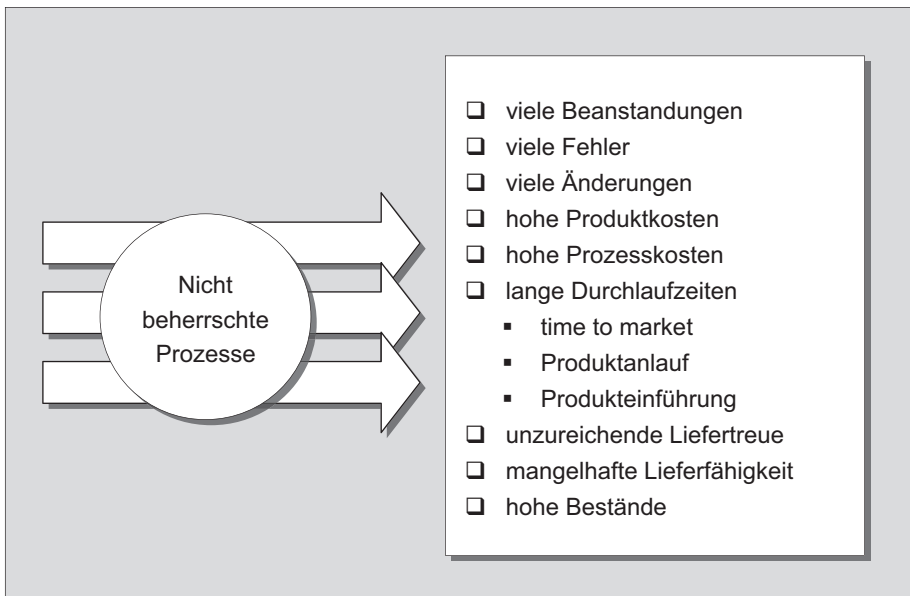 Nicht
beherrschte
Prozesse
❑ viele Beanstandungen
❑ viele Fehler
❑ viele Änderungen
❑ hohe Produktkosten
❑ hohe Prozesskosten
❑ lange Durchlaufzeiten
▪ time to market
▪ Produktanlauf
▪ Produkteinführung
❑ unzureichende Liefertreue
❑ mangelhafte Lieferfähigkeit
❑ hohe Bestände